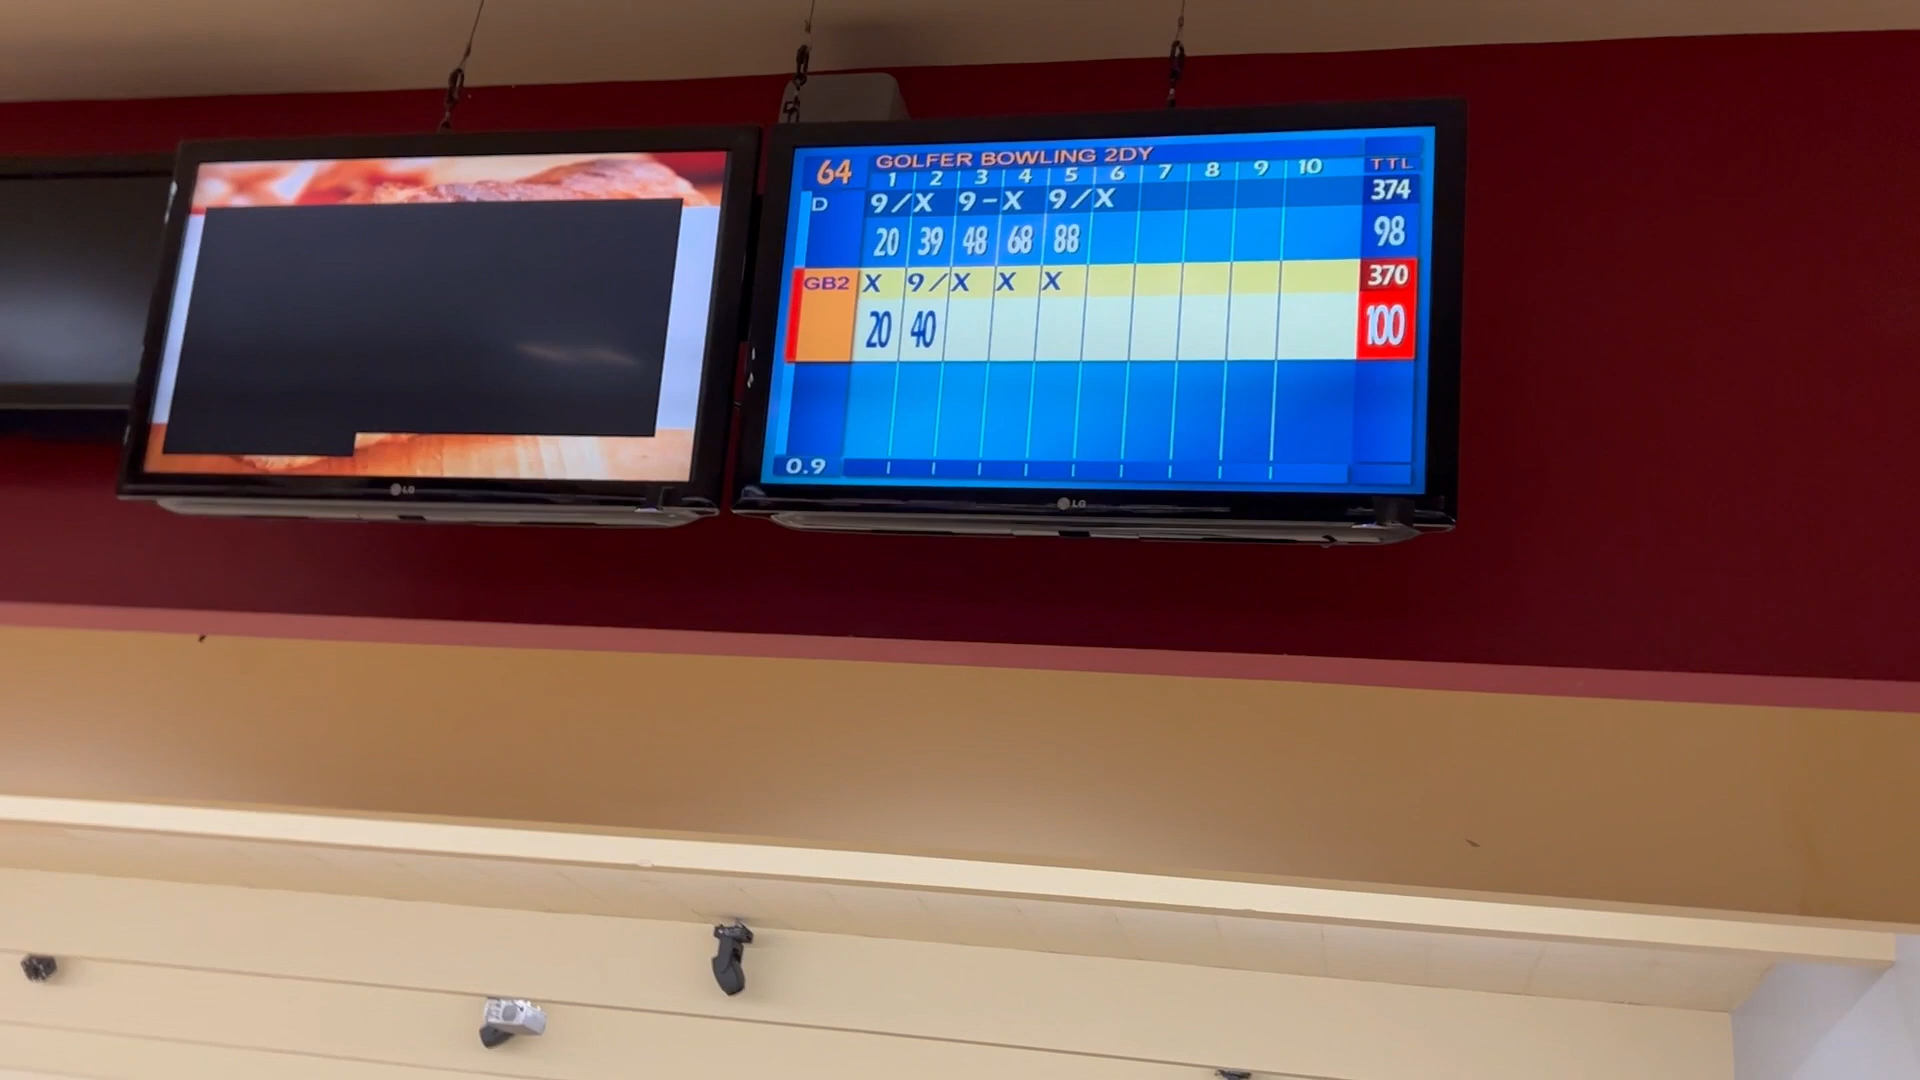 64 GOLFER BOWLING 2DY
1 2 3 4 5 6 7 8 9 10 TTL
D 9/ X 9- X 9/ X 374
20 39 48 68 88 98
GB2 X 9/ X X X 370
20 40 100
0.9
LG
LG